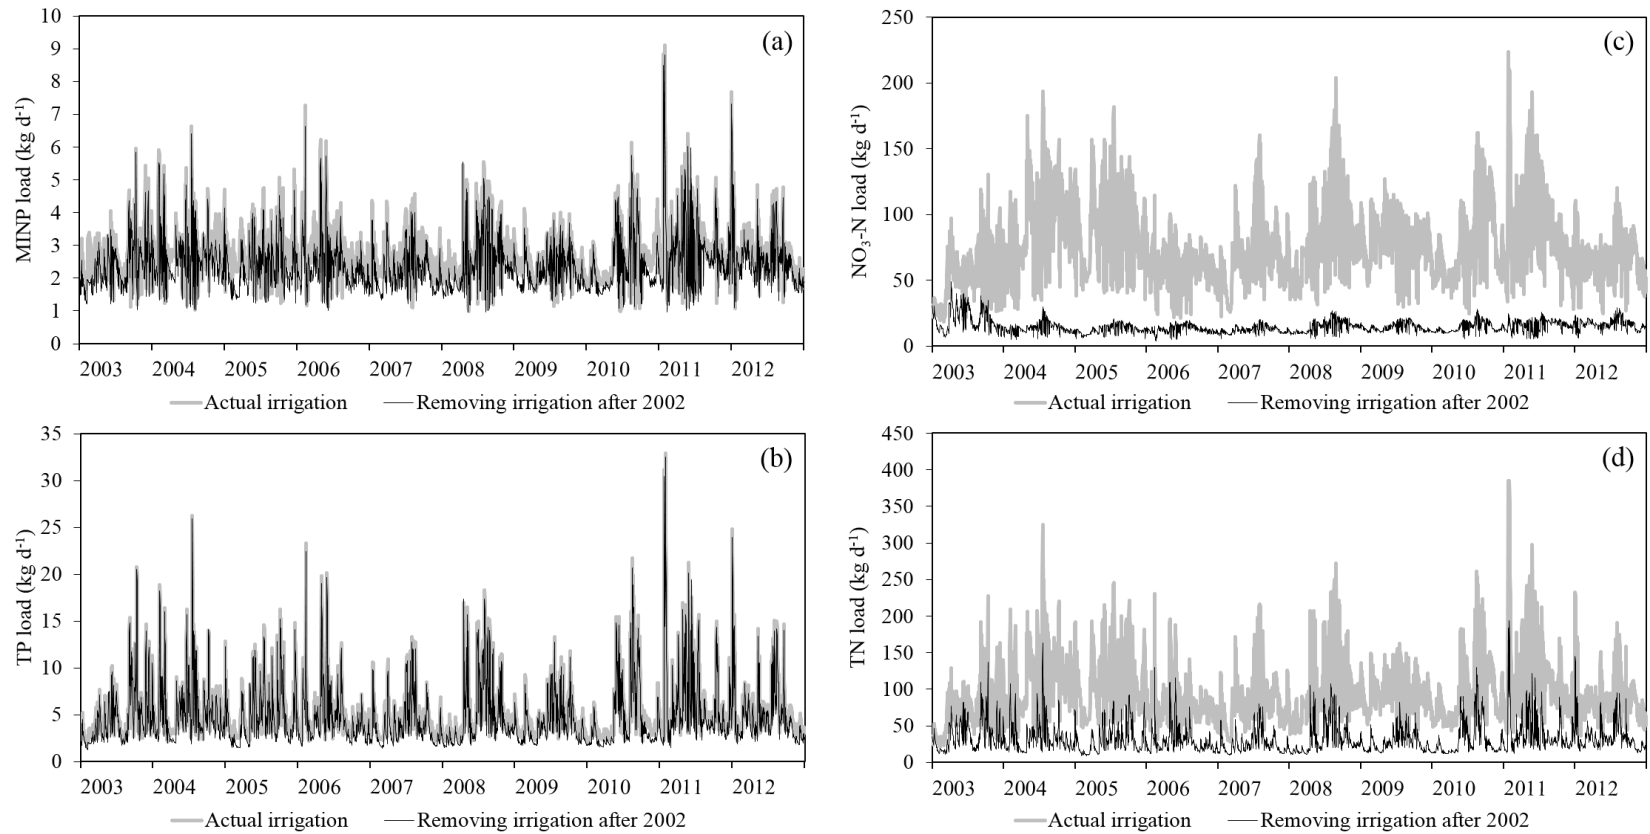 (a)
MINP load (kg d⁻¹)
10
9
8
7
6
5
4
3
2
1
0
2003 2004 2005 2006 2007 2008 2009 2010 2011 2012
Actual irrigation Removing irrigation after 2002
(c)
NO₃-N load (kg d⁻¹)
250
200
150
100
50
0
2003 2004 2005 2006 2007 2008 2009 2010 2011 2012
Actual irrigation Removing irrigation after 2002
(b)
TP load (kg d⁻¹)
35
30
25
20
15
10
5
0
2003 2004 2005 2006 2007 2008 2009 2010 2011 2012
Actual irrigation Removing irrigation after 2002
(d)
TN load (kg d⁻¹)
450
400
350
300
250
200
150
100
50
0
2003 2004 2005 2006 2007 2008 2009 2010 2011 2012
Actual irrigation Removing irrigation after 2002